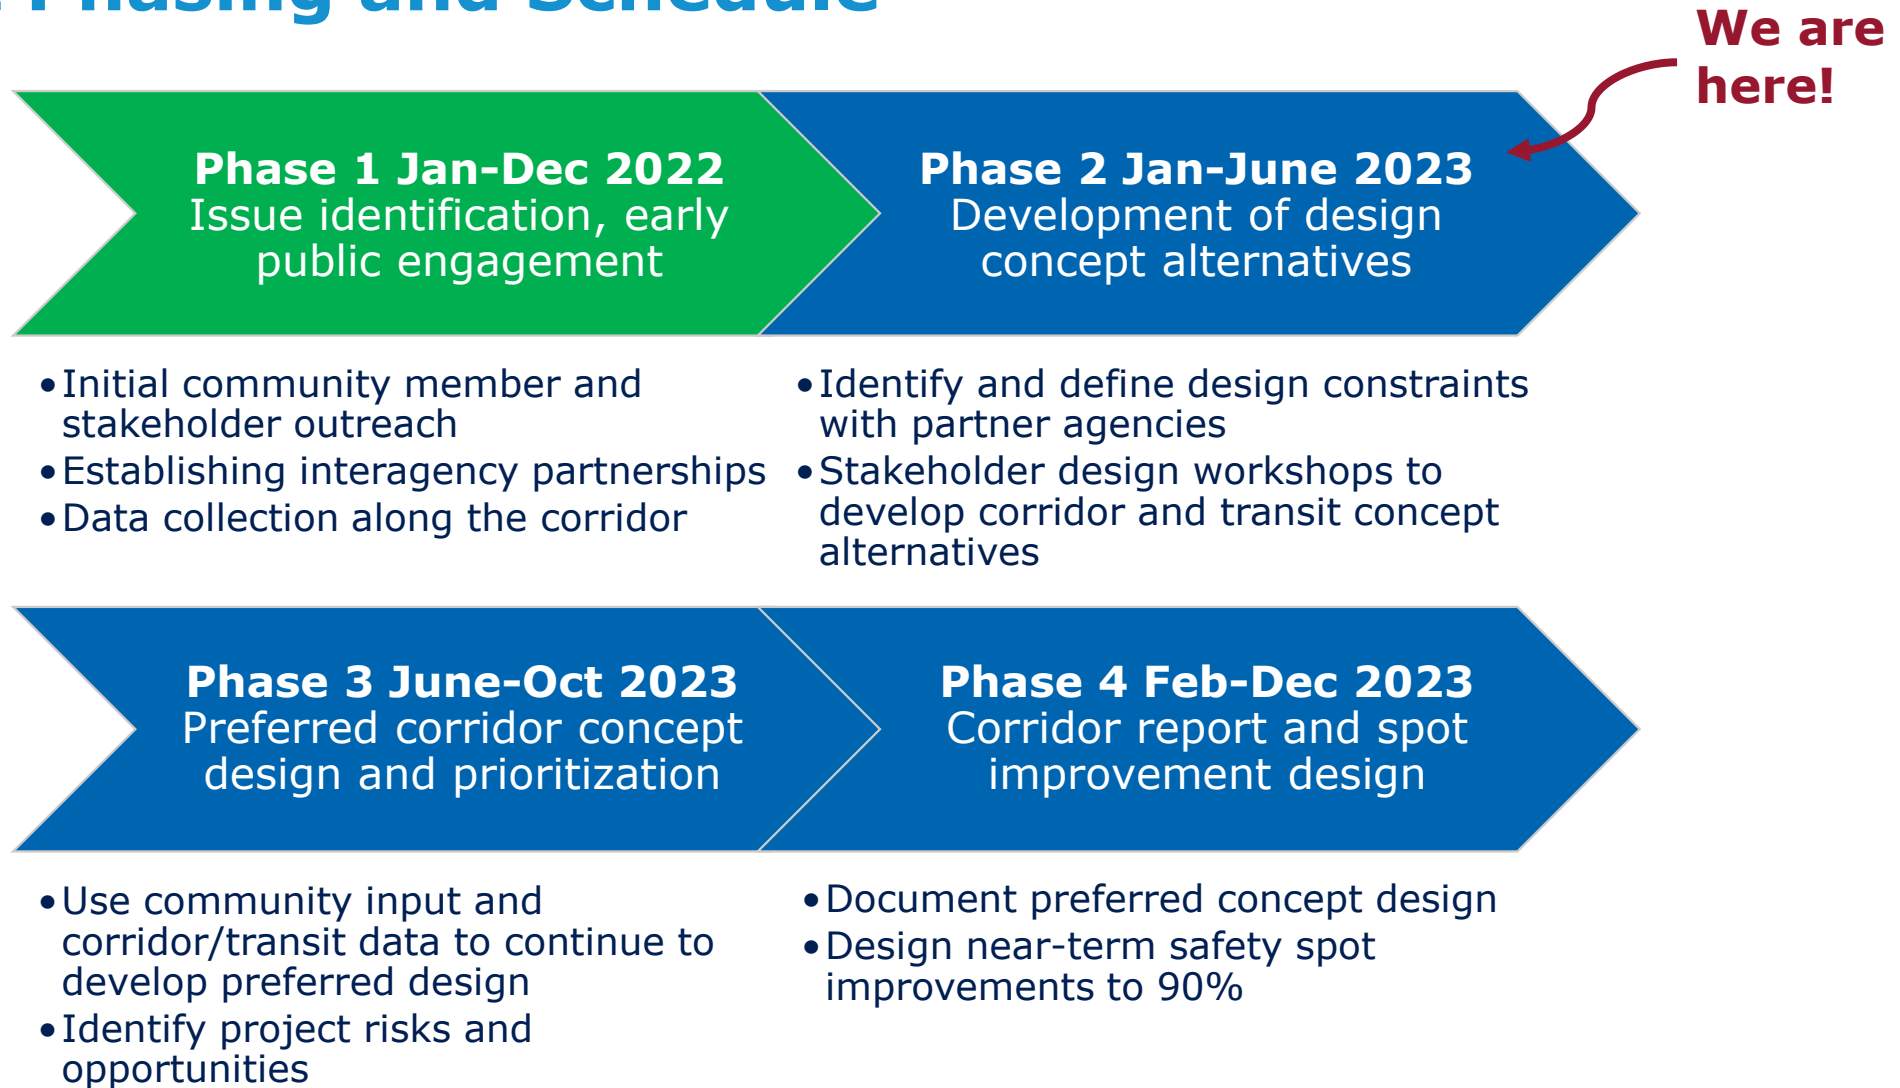 Phasing and Schedule
We are
here!
Phase 1 Jan-Dec 2022
Issue identification, early
public engagement
Phase 2 Jan-June 2023
Development of design
concept alternatives
•Initial community member and
stakeholder outreach
•Establishing interagency partnerships
•Data collection along the corridor
•Identify and define design constraints
with partner agencies
•Stakeholder design workshops to
develop corridor and transit concept
alternatives
Phase 3 June-Oct 2023
Preferred corridor concept
design and prioritization
Phase 4 Feb-Dec 2023
Corridor report and spot
improvement design
•Use community input and
corridor/transit data to continue to
develop preferred design
•Identify project risks and
opportunities
•Document preferred concept design
•Design near-term safety spot
improvements to 90%